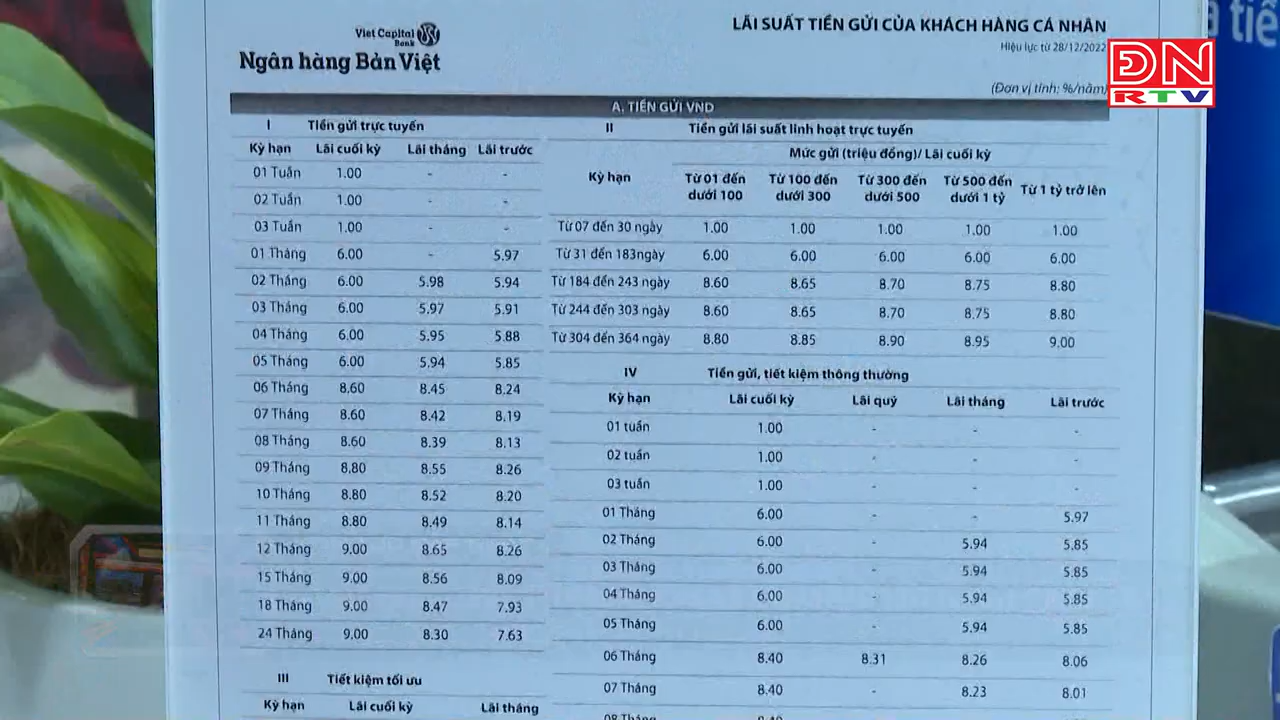 Viet Capital
Bank
Ngân hàng Bản Việt
LÃI SUẤT TIỀN GỬI CỦA KHÁCH HÀNG CÁ NHÂN
Hiệu lực từ 28/12/2022
(Đơn vị tính: %/năm)
ĐN
RTV
tiề
A. TIỀN GỬI VND
I Tiền gửi trực tuyến
Kỳ hạn Lãi cuối kỳ Lãi tháng Lãi trước
01 Tuần 1.00 - -
02 Tuần 1.00 - -
03 Tuần 1.00 - -
01 Tháng 6.00 - 5.97
02 Tháng 6.00 5.98 5.94
03 Tháng 6.00 5.97 5.91
04 Tháng 6.00 5.95 5.88
05 Tháng 6.00 5.94 5.85
06 Tháng 8.60 8.45 8.24
07 Tháng 8.60 8.42 8.19
08 Tháng 8.60 8.39 8.13
09 Tháng 8.80 8.55 8.26
10 Tháng 8.80 8.52 8.20
11 Tháng 8.80 8.49 8.14
12 Tháng 9.00 8.65 8.26
15 Tháng 9.00 8.56 8.09
18 Tháng 9.00 8.47 7.93
24 Tháng 9.00 8.30 7.63
III Tiết kiệm tối ưu
Kỳ hạn Lãi cuối kỳ Lãi tháng
II Tiền gửi lãi suất linh hoạt trực tuyến
Mức gửi (triệu đồng)/ Lãi cuối kỳ
Kỳ hạn
Từ 01 đến dưới 100 Từ 100 đến dưới 300 Từ 300 đến dưới 500 Từ 500 đến dưới 1 tỷ Từ 1 tỷ trở lên
Từ 07 đến 30 ngày 1.00 1.00 1.00 1.00 1.00
Từ 31 đến 183ngày 6.00 6.00 6.00 6.00 6.00
Từ 184 đến 243 ngày 8.60 8.65 8.70 8.75 8.80
Từ 244 đến 303 ngày 8.60 8.65 8.70 8.75 8.80
Từ 304 đến 364 ngày 8.80 8.85 8.90 8.95 9.00
IV Tiền gửi, tiết kiệm thông thường
Kỳ hạn Lãi cuối kỳ Lãi quý Lãi tháng Lãi trước
01 tuần 1.00 - - -
02 tuần 1.00 - - -
03 tuần 1.00 - - -
01 Tháng 6.00 - - 5.97
02 Tháng 6.00 - 5.94 5.85
03 Tháng 6.00 - 5.94 5.85
04 Tháng 6.00 - 5.94 5.85
05 Tháng 6.00 - 5.94 5.85
06 Tháng 8.40 8.31 8.26 8.06
07 Tháng 8.40 - 8.23 8.01
08 Tháng 8.40